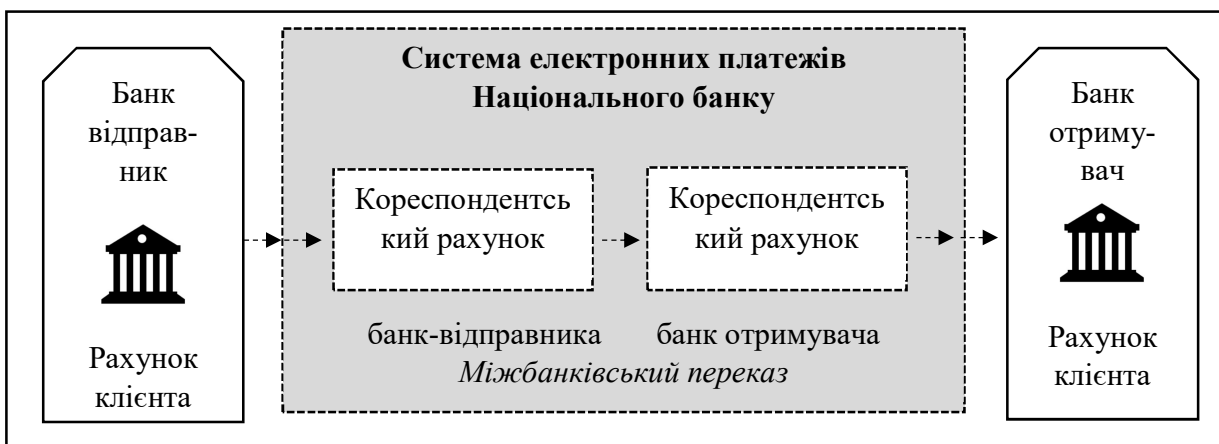 Банк
відправ-
ник
Рахунок
клієнта
Система електронних платежів
Національного банку
Кореспондентсь
кий рахунок
Кореспондентсь
кий рахунок
банк-відправника
банк отримувача
Міжбанківський переказ
Банк
отриму-
вач
Рахунок
клієнта